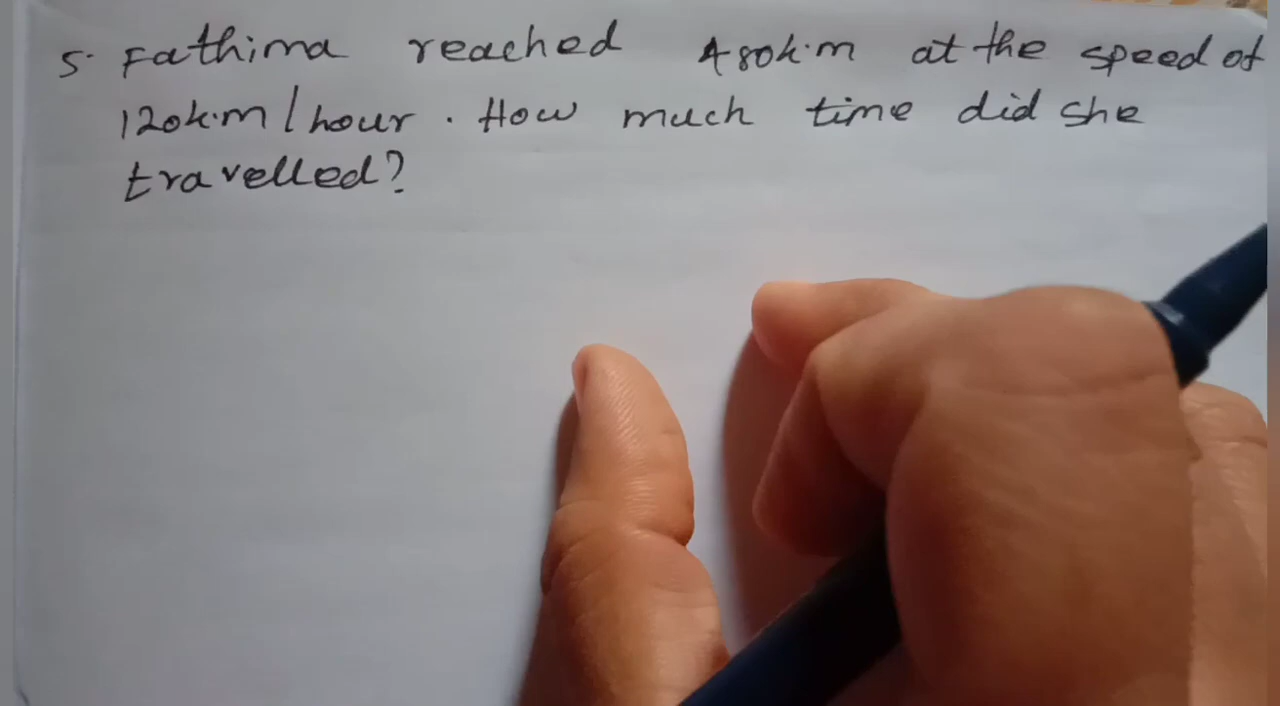 5. Fathima reached 480k.m at the speed of
120k.m/hour. How much time did she
travelled?